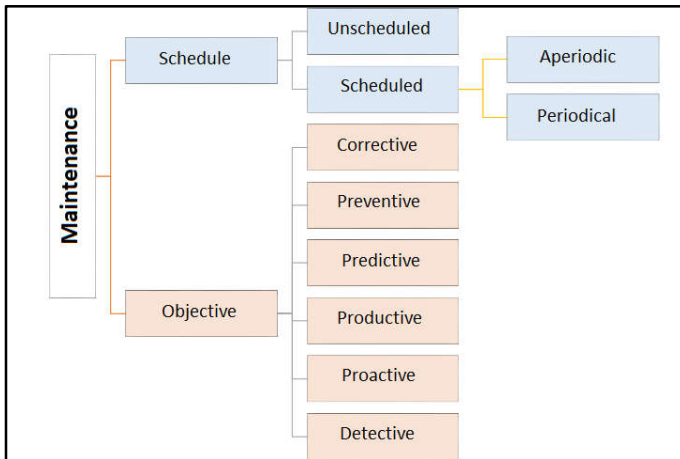 Maintenance
Schedule
Unscheduled
Scheduled
Aperiodic
Periodical
Objective
Corrective
Preventive
Predictive
Productive
Proactive
Detective